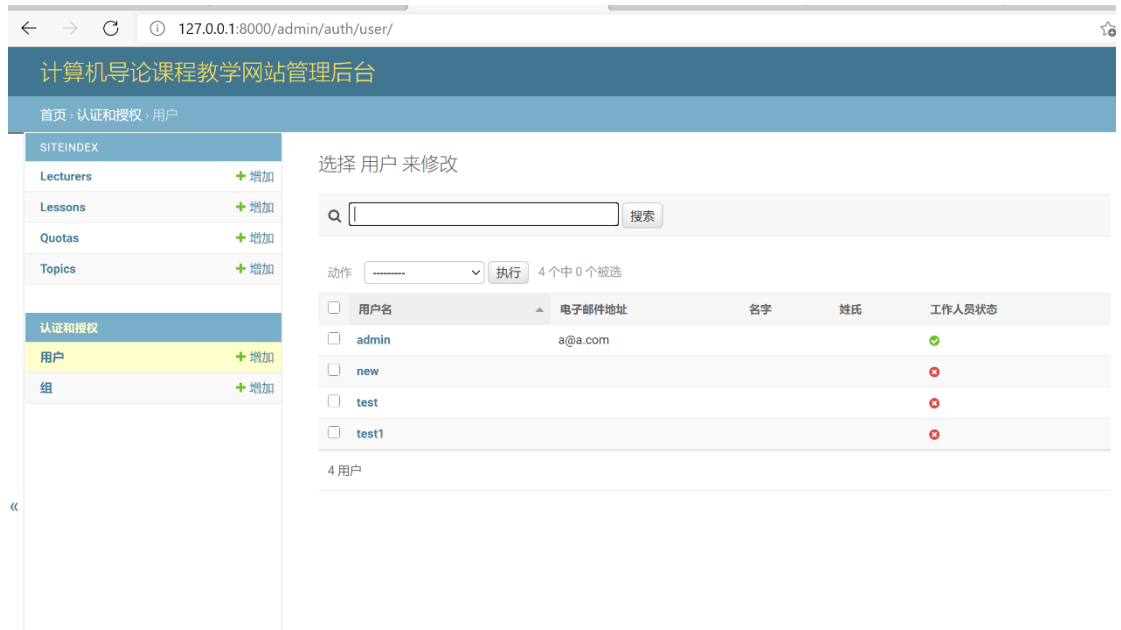 127.0.0.1:8000/admin/auth/user/
计算机导论课程教学网站管理后台
首页 › 认证和授权 › 用户
SITEINDEX
Lecturers + 增加
Lessons + 增加
Quotas + 增加
Topics + 增加
认证和授权
用户 + 增加
组 + 增加
«
选择 用户 来修改
搜索
动作 --------- 执行 4 个中 0 个被选
用户名 电子邮件地址 名字 姓氏 工作人员状态
admin a@a.com
new
test
test1
4 用户